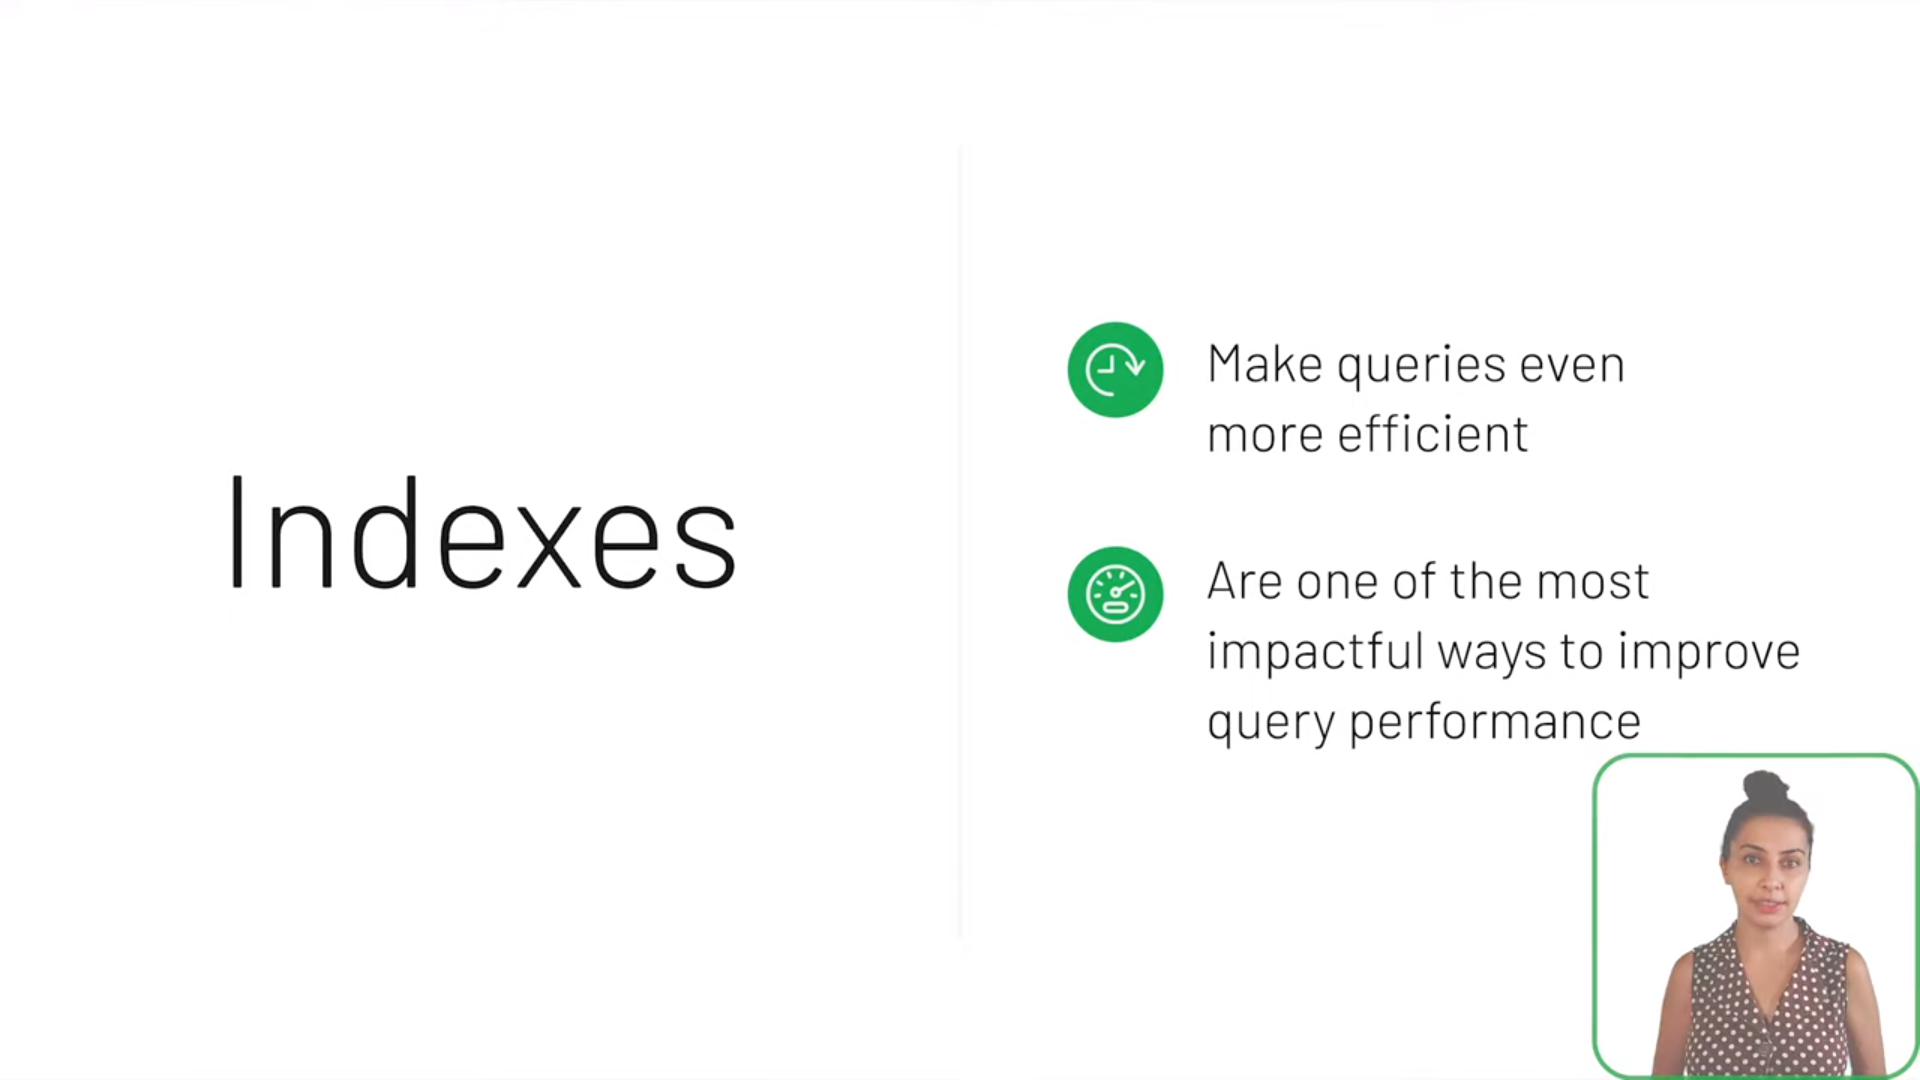 Indexes
Make queries even
more efficient
Are one of the most
impactful ways to improve
query performance